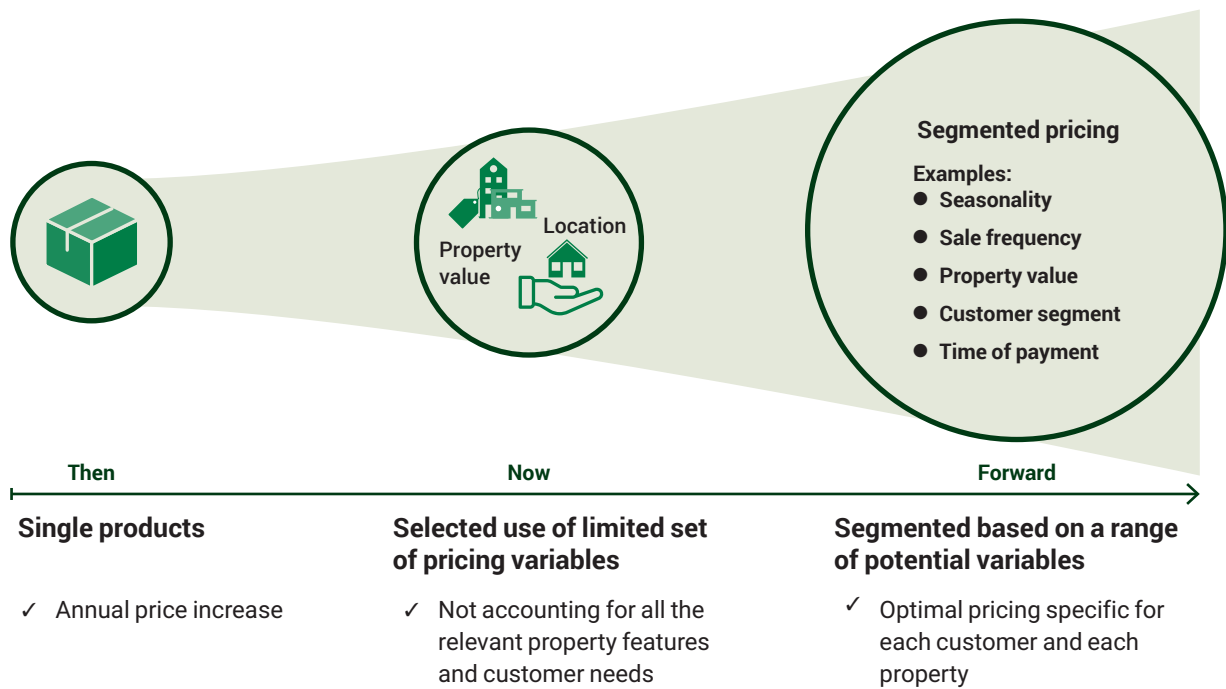 Property
value
Location
Segmented pricing
Examples:
● Seasonality
● Sale frequency
● Property value
● Customer segment
● Time of payment
Then
Now
Forward
Single products
✓ Annual price increase
Selected use of limited set
of pricing variables
✓ Not accounting for all the
relevant property features
and customer needs
Segmented based on a range
of potential variables
✓ Optimal pricing specific for
each customer and each
property